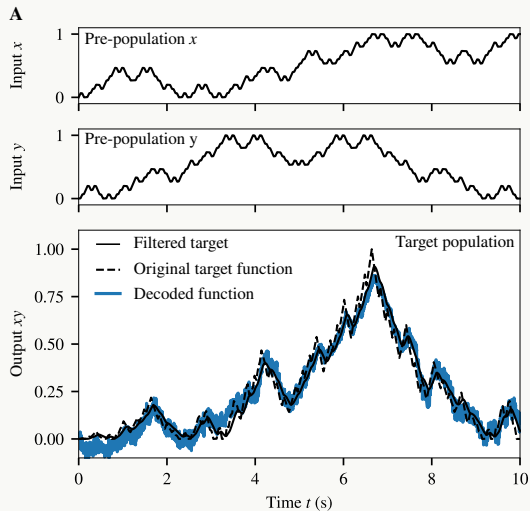 A
Pre-population x
Input x
1
0
Pre-population y
Input y
1
0
Target population
Filtered target
Original target function
Decoded function
Output xy
1.00
0.75
0.50
0.25
0.00
0 2 4 6 8 10
Time t (s)